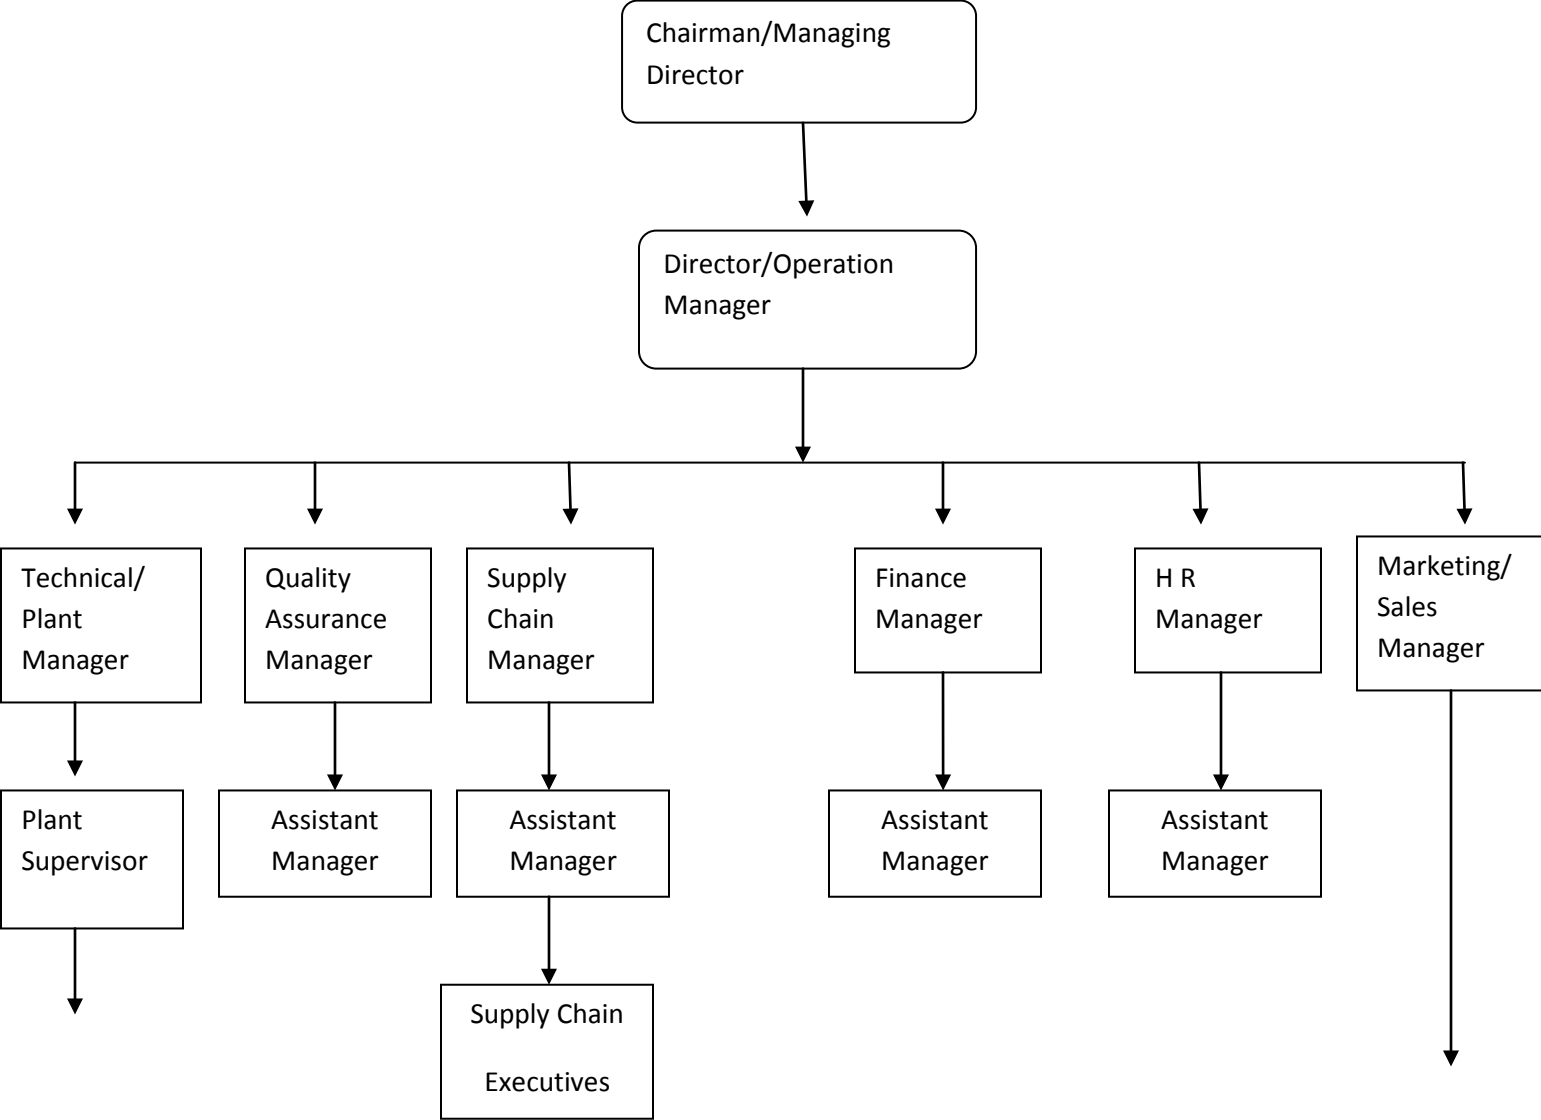 Chairman/Managing
Director
Director/Operation
Manager
Technical/
Plant
Manager
Quality
Assurance
Manager
Supply
Chain
Manager
Finance
Manager
H R
Manager
Marketing/
Sales
Manager
Plant
Supervisor
Assistant
Manager
Assistant
Manager
Assistant
Manager
Assistant
Manager
Supply Chain
Executives